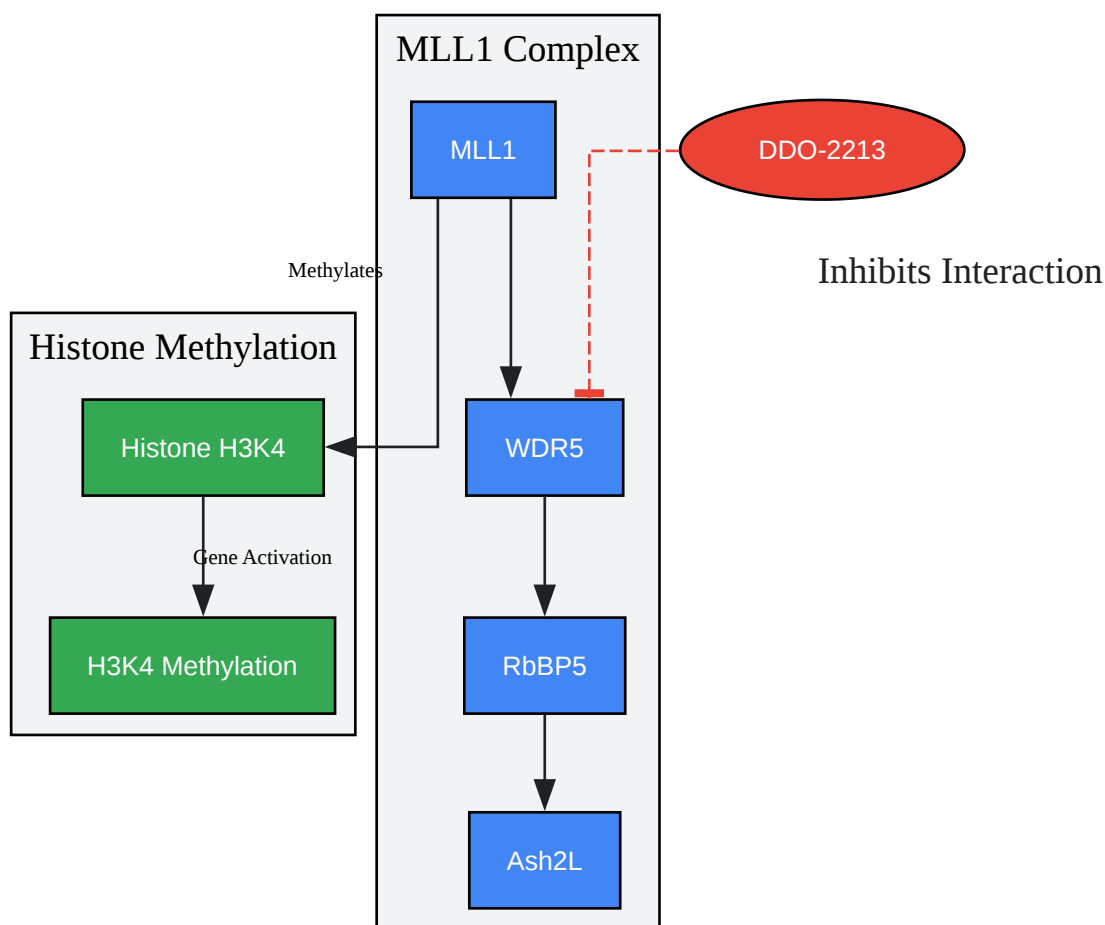 MLL1 Complex
MLL1
DDO-2213
Methylates
Inhibits Interaction
Histone Methylation
Histone H3K4
WDR5
Gene Activation
H3K4 Methylation
RbBP5
Ash2L